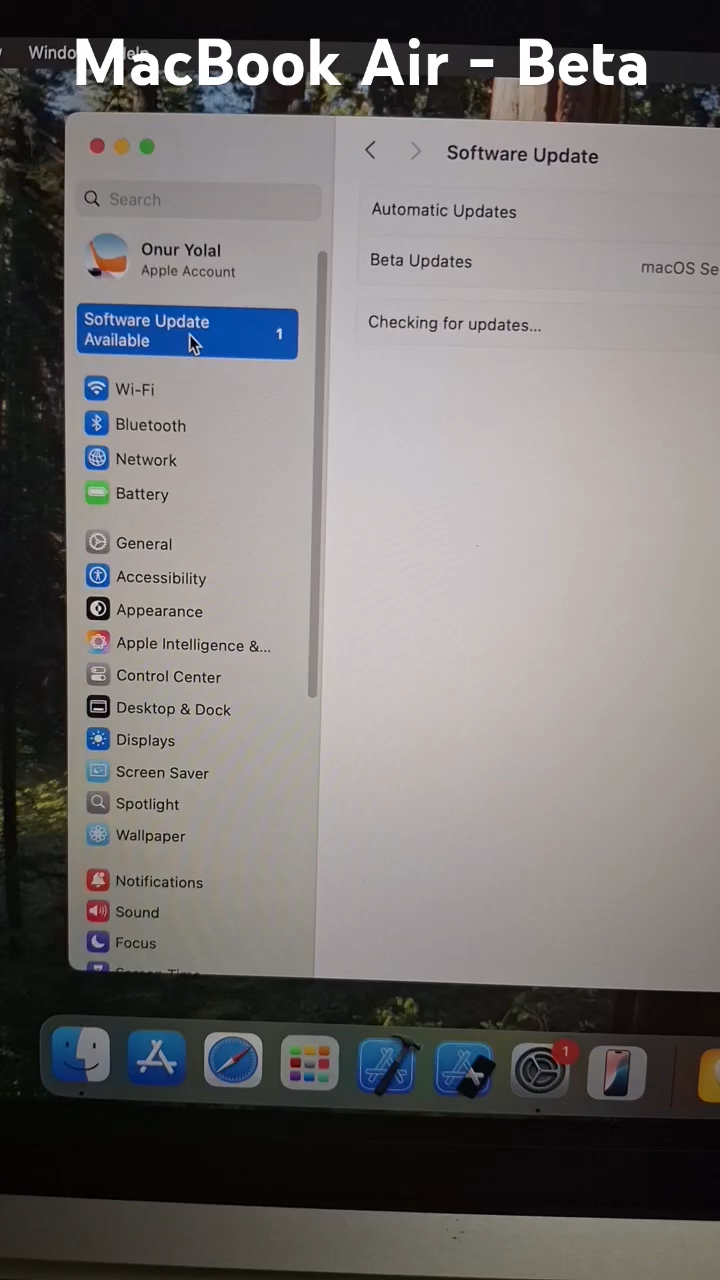 MacBook Air - Beta
Search
Software Update
Onur Yolal
Apple Account
Automatic Updates
Beta Updates
macOS Se
Software Update
Available
1
Checking for updates...
Wi-Fi
Bluetooth
Network
Battery
General
Accessibility
Appearance
Apple Intelligence &...
Control Center
Desktop & Dock
Displays
Screen Saver
Spotlight
Wallpaper
Notifications
Sound
Focus
1